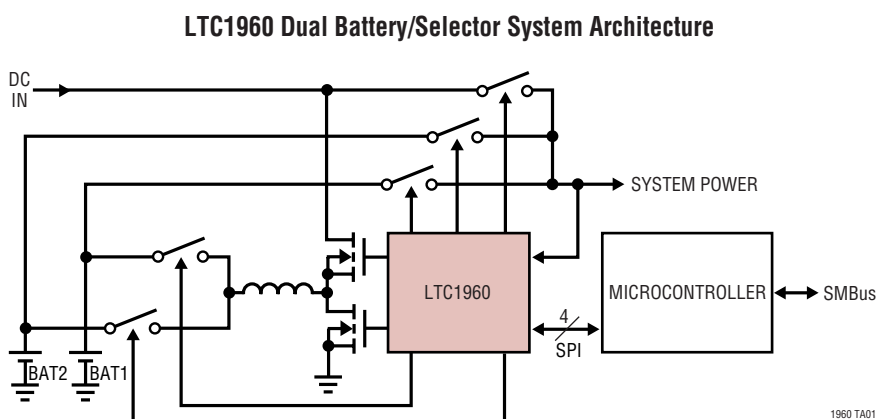 LTC1960 Dual Battery/Selector System Architecture
DC
IN
SYSTEM POWER
LTC1960
MICROCONTROLLER
SMBus
4
SPI
BAT2
BAT1
1960 TA01